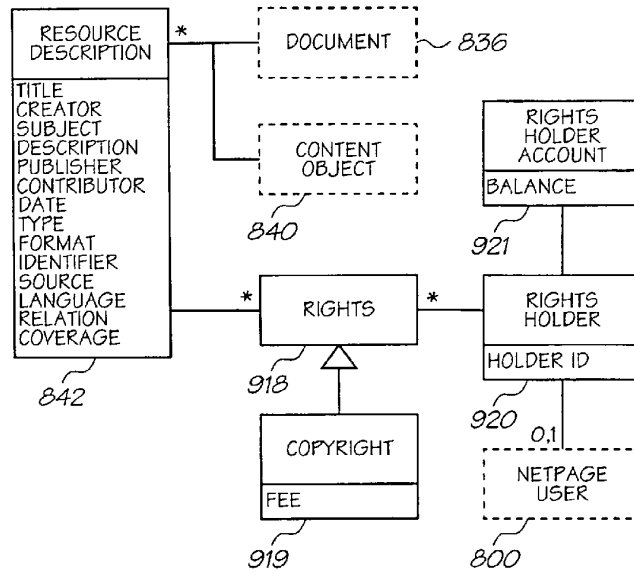 RESOURCE
DESCRIPTION
TITLE
CREATOR
SUBJECT
DESCRIPTION
PUBLISHER
CONTRIBUTOR
DATE
TYPE
FORMAT
IDENTIFIER
SOURCE
LANGUAGE
RELATION
COVERAGE
842
*
DOCUMENT
836
CONTENT
OBJECT
840
RIGHTS
HOLDER
ACCOUNT
BALANCE
921
*
RIGHTS
918
*
RIGHTS
HOLDER
HOLDER ID
920
COPYRIGHT
FEE
919
0,1
NETPAGE
USER
800